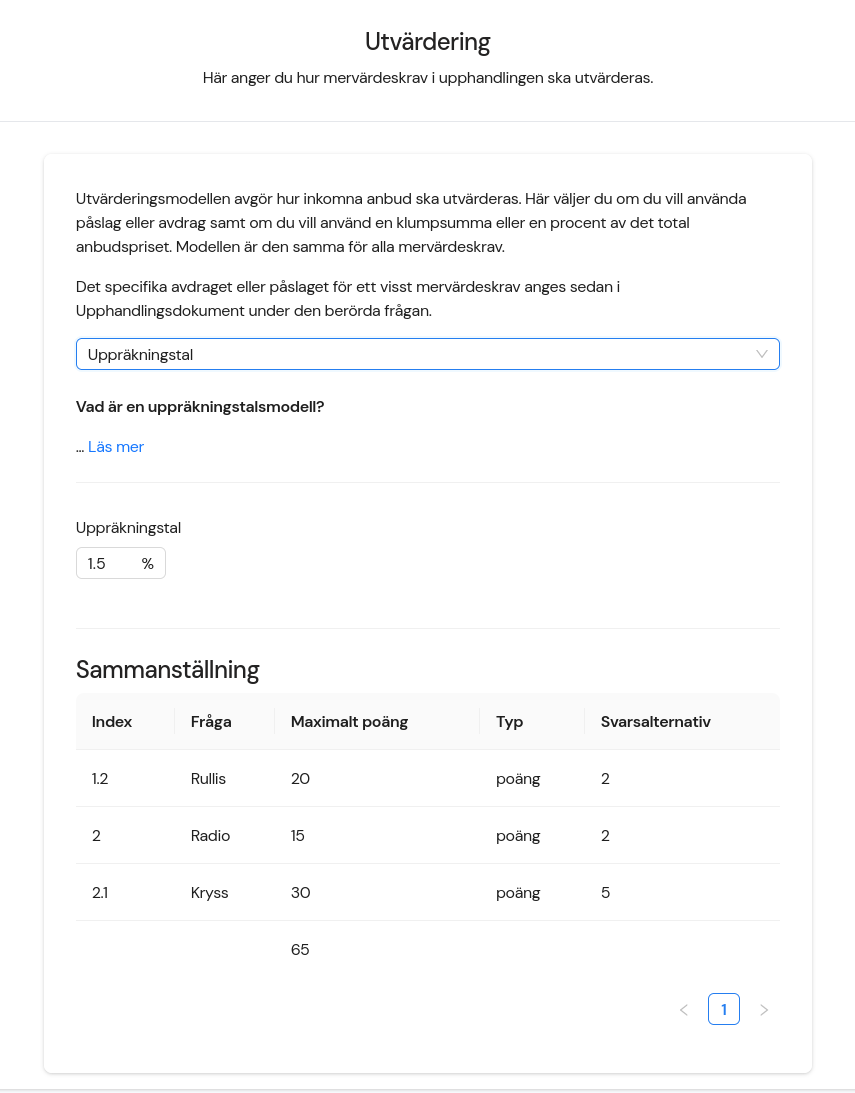 Utvärdering
Här anger du hur mervärdeskrav i upphandlingen ska utvärderas.
Utvärderingsmodellen avgör hur inkomna anbud ska utvärderas. Här väljer du om du vill använda
påslag eller avdrag samt om du vill använd en klumpsumma eller en procent av det total
anbudspriset. Modellen är den samma för alla mervärdeskrav.
Det specifika avdraget eller påslaget för ett visst mervärdeskrav anges sedan i
Upphandlingsdokument under den berörda frågan.
Uppräkningstal
Vad är en uppräkningstalsmodell?
... Läs mer
Uppräkningstal
1.5 %
Sammanställning
Index Fråga Maximalt poäng Typ Svarsalternativ
1.2 Rullis 20 poäng 2
2 Radio 15 poäng 2
2.1 Kryss 30 poäng 5
65
< 1 >